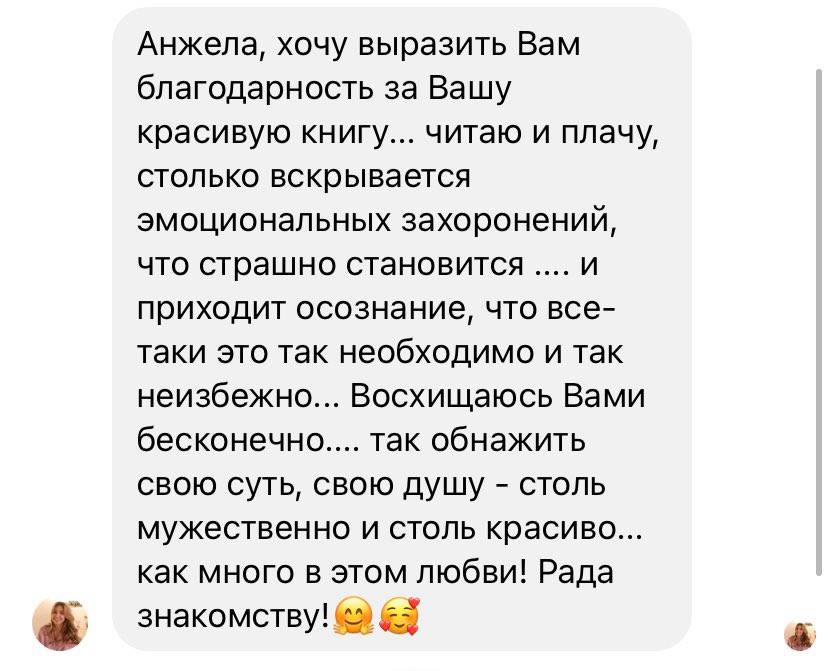 Анжела, хочу выразить Вам
благодарность за Вашу
красивую книгу... читаю и плачу,
столько вскрывается
эмоциональных захоронений,
что страшно становится .... и
приходит осознание, что все-
таки это так необходимо и так
неизбежно... Восхищаюсь Вами
бесконечно.... так обнажить
свою суть, свою душу - столь
мужественно и столь красиво...
как много в этом любви! Рада
знакомству!🤗🥰